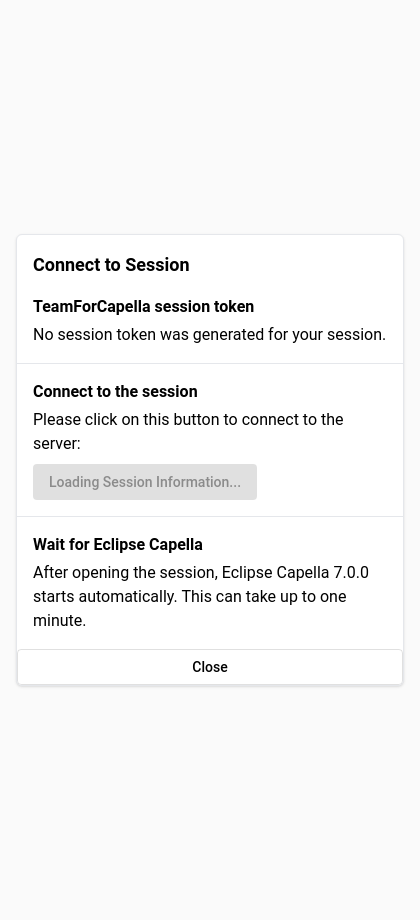 Connect to Session
TeamForCapella session token
No session token was generated for your session.
Connect to the session
Please click on this button to connect to the
server:
Loading Session Information...
Wait for Eclipse Capella
After opening the session, Eclipse Capella 7.0.0
starts automatically. This can take up to one
minute.
Close